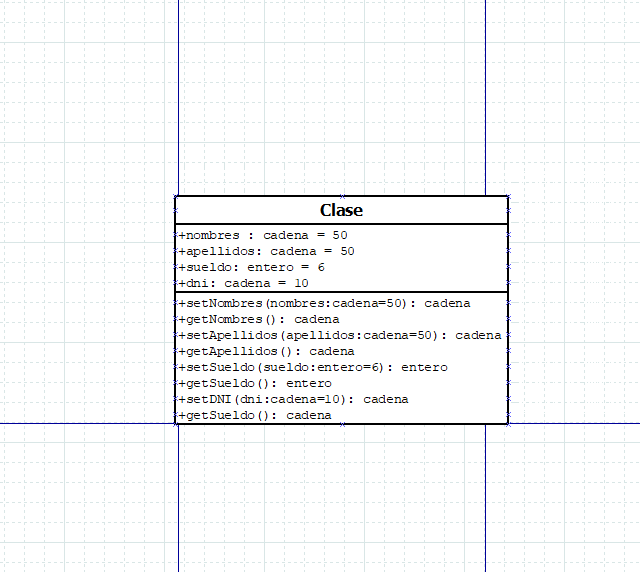 Clase
+nombres : cadena = 50
+apellidos: cadena = 50
+sueldo: entero = 6
+dni: cadena = 10
+setNombres(nombres:cadena=50): cadena
+getNombres(): cadena
+setApellidos(apellidos:cadena=50): cadena
+getApellidos(): cadena
+setSueldo(sueldo:entero=6): entero
+getSueldo(): entero
+setDNI(dni:cadena=10): cadena
+getSueldo(): cadena